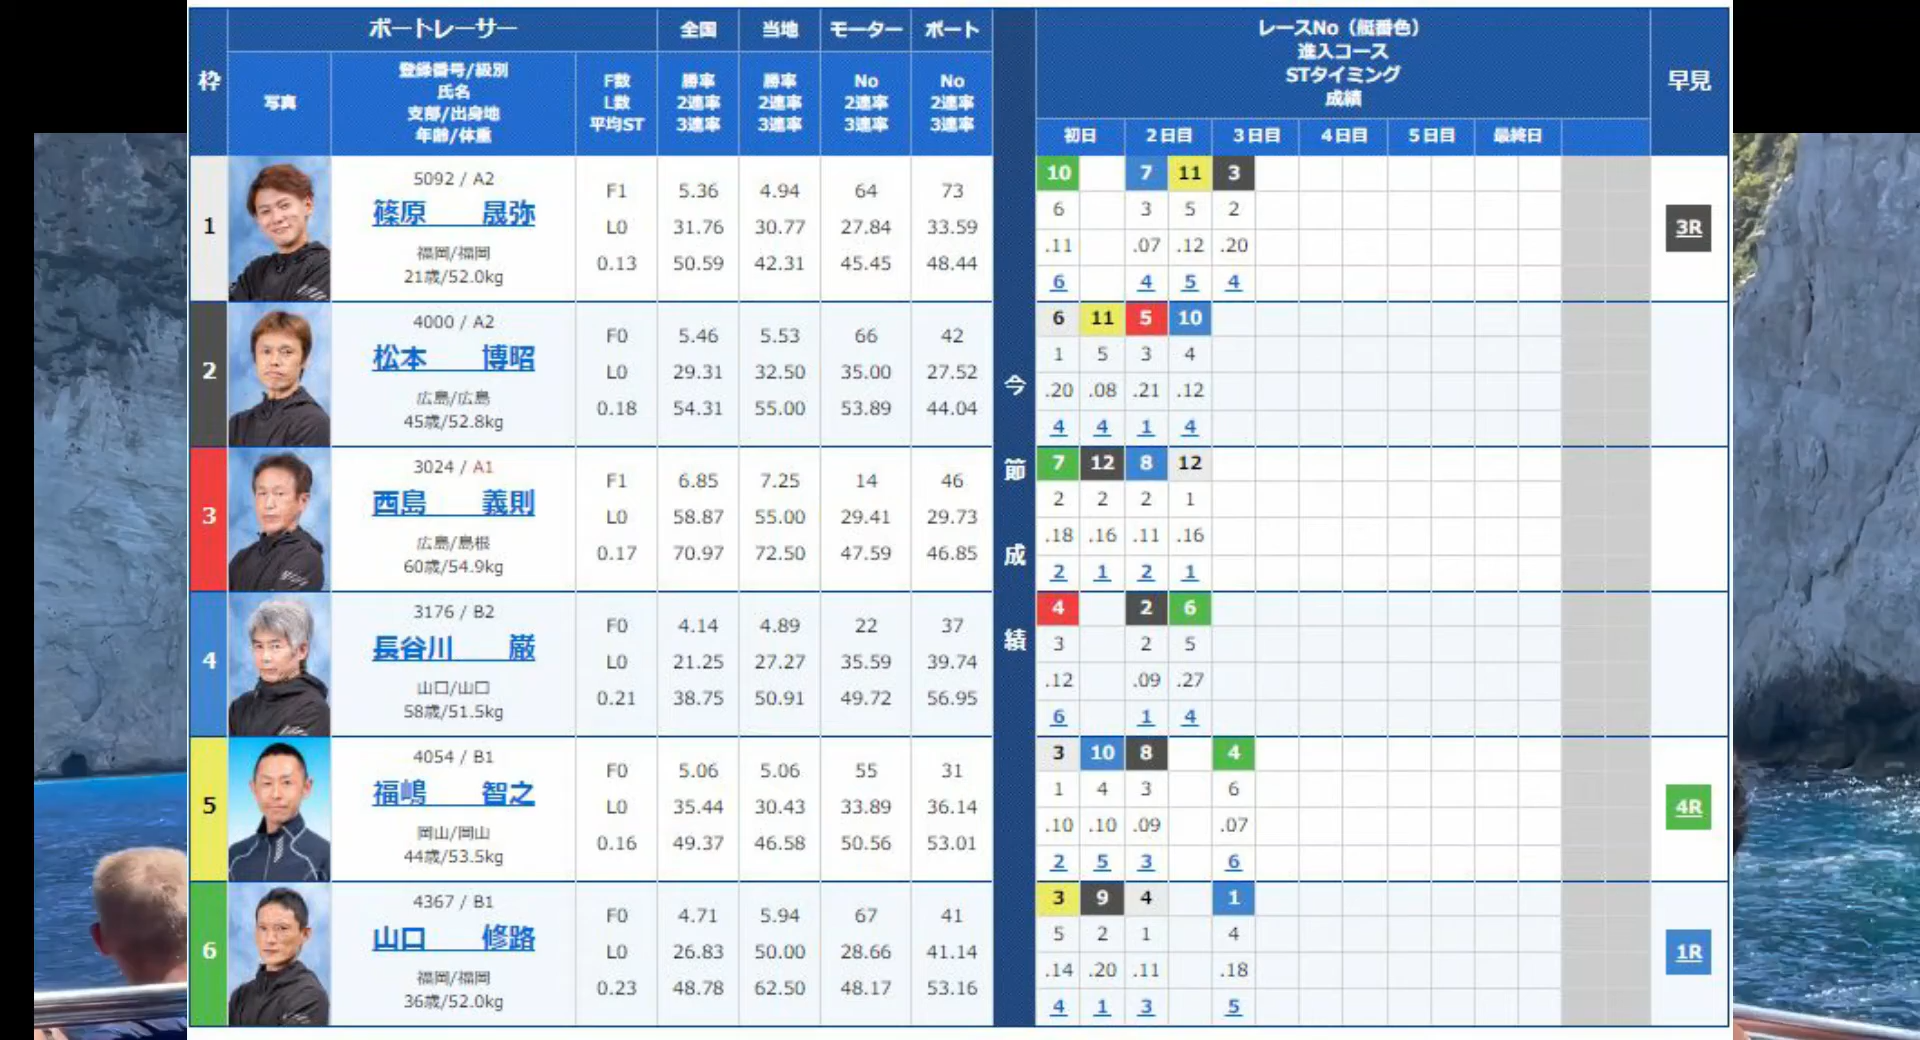 枠 ボートレーサー 全国 当地 モーター ボート レースNo（艇番色） 早見
進入コース
STタイミング
成績
写真 登録番号/級別 F数 勝率 勝率 No No
氏名 L数 2連率 2連率 2連率 2連率
支部/出身地 平均ST 3連率 3連率 3連率 3連率
年齢/体重
初日 2日目 3日目 4日目 5日目 最終日
今節成績
1
5092 / A2
篠原 晟弥
福岡/福岡
21歳/52.0kg
F1 5.36 4.94 64 73
L0 31.76 30.77 27.84 33.59
0.13 50.59 42.31 45.45 48.44
10 7 11 3
6 3 5 2
.11 .07 .12 .20
6 4 5 4
3R
2
4000 / A2
松本 博昭
広島/広島
45歳/52.8kg
F0 5.46 5.53 66 42
L0 29.31 32.50 35.00 27.52
0.18 54.31 55.00 53.89 44.04
6 11 5 10
1 5 3 4
.20 .08 .21 .12
4 4 1 4
3
3024 / A1
西島 義則
広島/島根
60歳/54.9kg
F1 6.85 7.25 14 46
L0 58.87 55.00 29.41 29.73
0.17 70.97 72.50 47.59 46.85
7 12 8 12
2 2 2 1
.18 .16 .11 .16
2 1 2 1
4
3176 / B2
長谷川 巌
山口/山口
58歳/51.5kg
F0 4.14 4.89 22 37
L0 21.25 27.27 35.59 39.74
0.21 38.75 50.91 49.72 56.95
4 2 6
3 2 5
.12 .09 .27
6 1 4
5
4054 / B1
福嶋 智之
岡山/岡山
44歳/53.5kg
F0 5.06 5.06 55 31
L0 35.44 30.43 33.89 36.14
0.16 49.37 46.58 50.56 53.01
3 10 8 4
1 4 3 6
.10 .10 .09 .07
2 5 3 6
4R
6
4367 / B1
山口 修路
福岡/福岡
36歳/52.0kg
F0 4.71 5.94 67 41
L0 26.83 50.00 28.66 41.14
0.23 48.78 62.50 48.17 53.16
3 9 4 1
5 2 1 4
.14 .20 .11 .18
4 1 3 5
1R